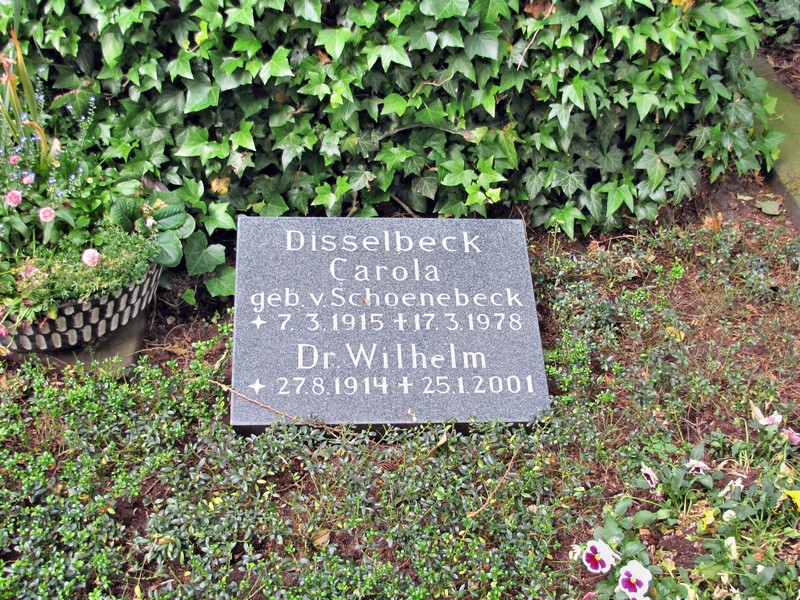 Disselbeck
Carola
geb. v. Schoenebeck
✦ 7.3.1915 ✝ 17.3.1978
Dr. Wilhelm
✦ 27.8.1914 ✝ 25.1.2001